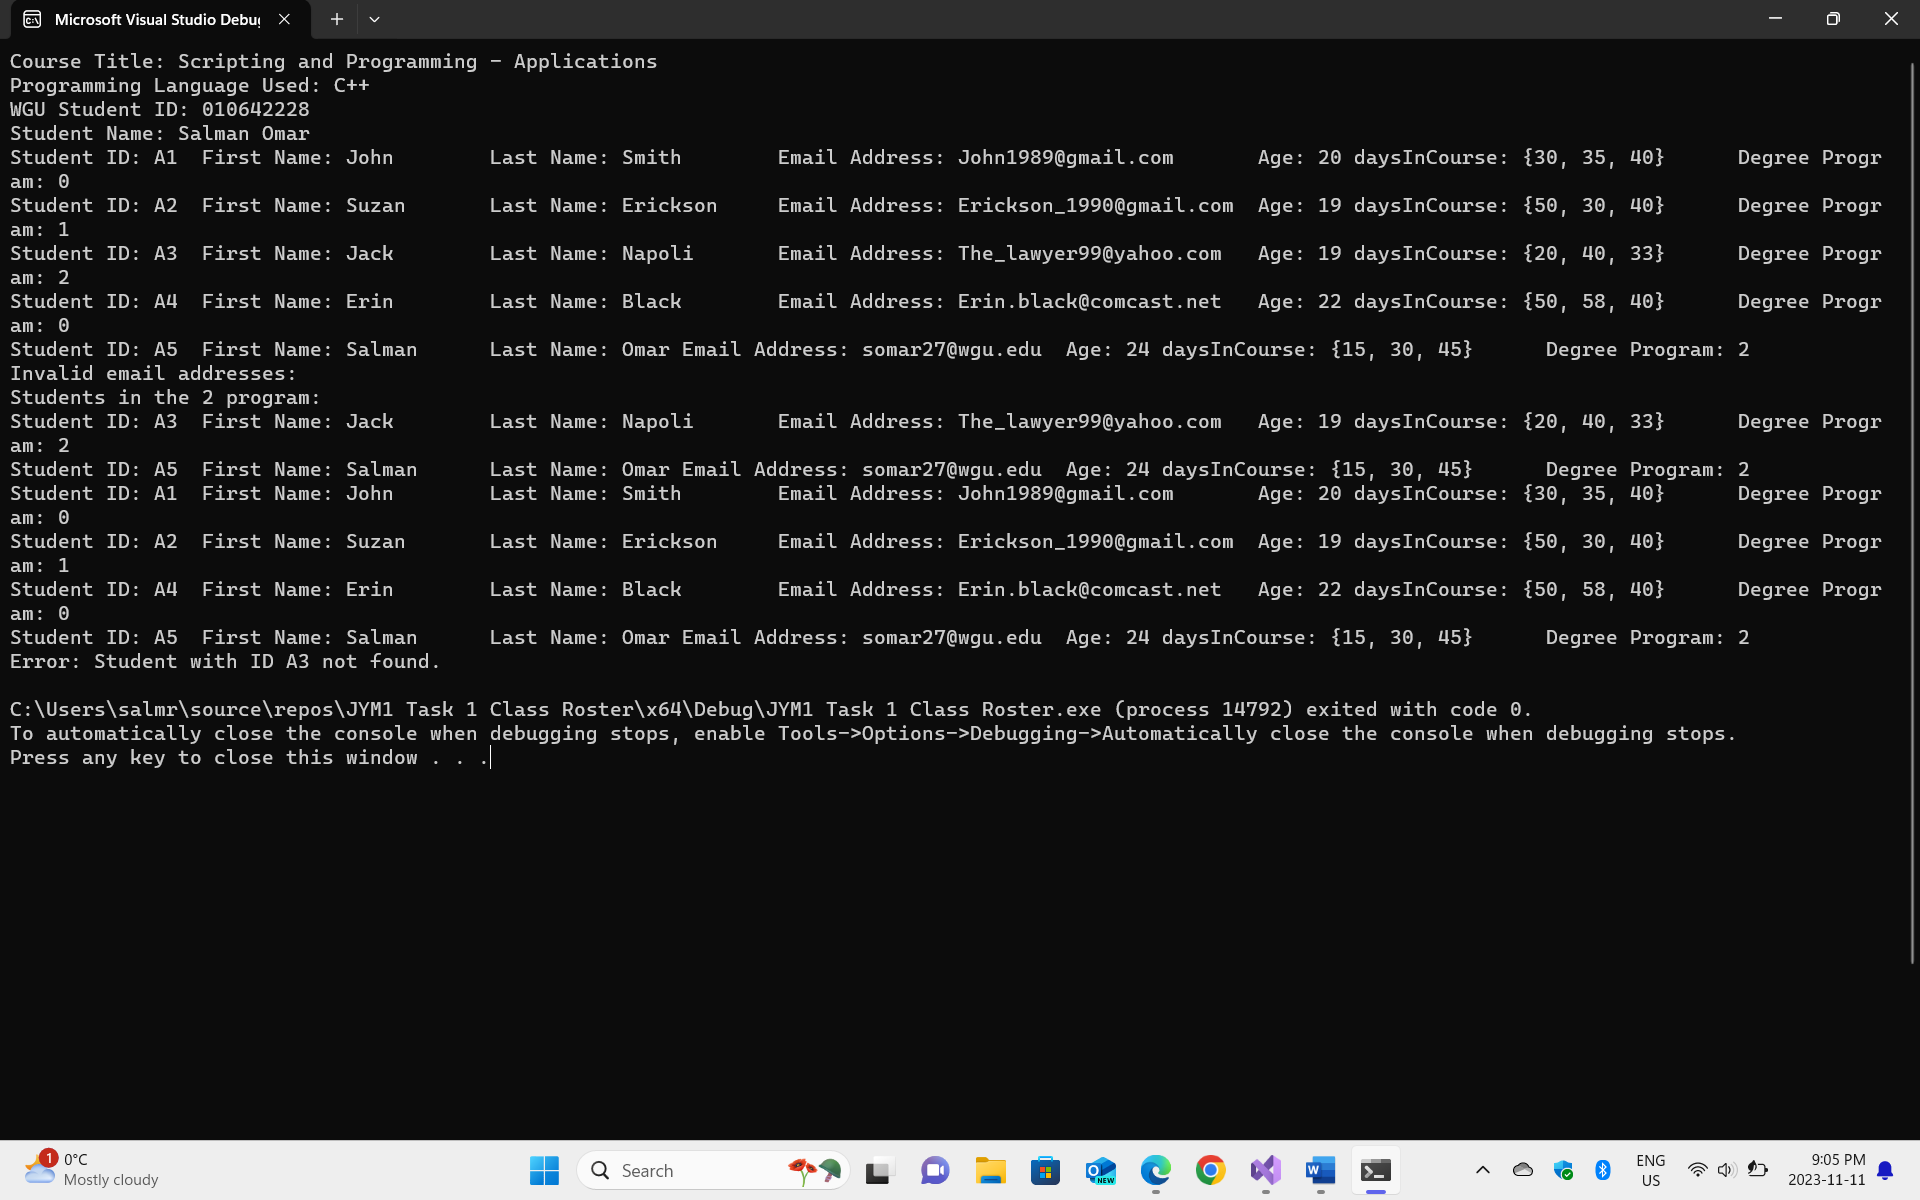 Microsoft Visual Studio Debug
Course Title: Scripting and Programming - Applications
Programming Language Used: C++
WGU Student ID: 010642228
Student Name: Salman Omar
Student ID: A1  First Name: John        Last Name: Smith        Email Address: John1989@gmail.com       Age: 20 daysInCourse: {30, 35, 40}      Degree Progr
am: 0
Student ID: A2  First Name: Suzan       Last Name: Erickson     Email Address: Erickson_1990@gmail.com  Age: 19 daysInCourse: {50, 30, 40}      Degree Progr
am: 1
Student ID: A3  First Name: Jack        Last Name: Napoli       Email Address: The_lawyer99@yahoo.com   Age: 19 daysInCourse: {20, 40, 33}      Degree Progr
am: 2
Student ID: A4  First Name: Erin        Last Name: Black        Email Address: Erin.black@comcast.net   Age: 22 daysInCourse: {50, 58, 40}      Degree Progr
am: 0
Student ID: A5  First Name: Salman      Last Name: Omar Email Address: somar27@wgu.edu  Age: 24 daysInCourse: {15, 30, 45}      Degree Program: 2
Invalid email addresses:
Students in the 2 program:
Student ID: A3  First Name: Jack        Last Name: Napoli       Email Address: The_lawyer99@yahoo.com   Age: 19 daysInCourse: {20, 40, 33}      Degree Progr
am: 2
Student ID: A5  First Name: Salman      Last Name: Omar Email Address: somar27@wgu.edu  Age: 24 daysInCourse: {15, 30, 45}      Degree Program: 2
Student ID: A1  First Name: John        Last Name: Smith        Email Address: John1989@gmail.com       Age: 20 daysInCourse: {30, 35, 40}      Degree Progr
am: 0
Student ID: A2  First Name: Suzan       Last Name: Erickson     Email Address: Erickson_1990@gmail.com  Age: 19 daysInCourse: {50, 30, 40}      Degree Progr
am: 1
Student ID: A4  First Name: Erin        Last Name: Black        Email Address: Erin.black@comcast.net   Age: 22 daysInCourse: {50, 58, 40}      Degree Progr
am: 0
Student ID: A5  First Name: Salman      Last Name: Omar Email Address: somar27@wgu.edu  Age: 24 daysInCourse: {15, 30, 45}      Degree Program: 2
Error: Student with ID A3 not found.
C:\Users\salmr\source\repos\JYM1 Task 1 Class Roster\x64\Debug\JYM1 Task 1 Class Roster.exe (process 14792) exited with code 0.
To automatically close the console when debugging stops, enable Tools->Options->Debugging->Automatically close the console when debugging stops.
Press any key to close this window . . .
1
0°C
Mostly cloudy
Search
NEW
ENG
US
9:05 PM
2023-11-11